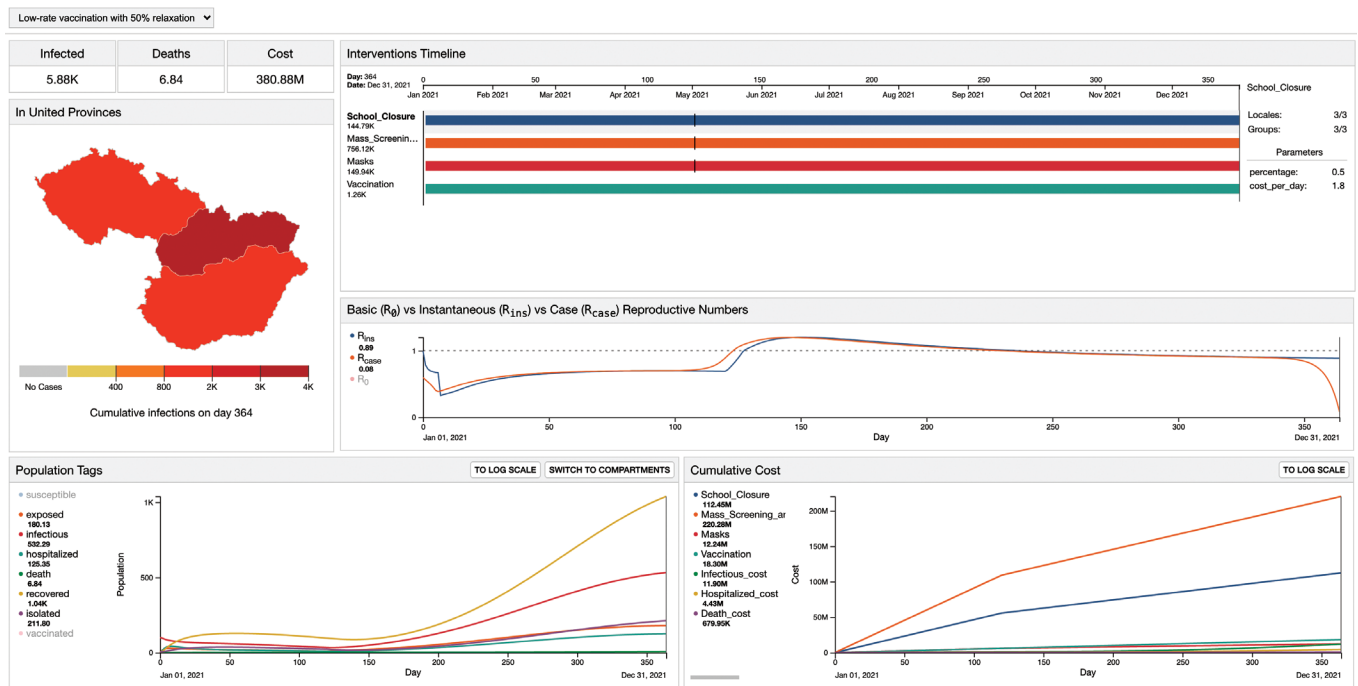 Low-rate vaccination with 50% relaxation
Infected Deaths Cost
5.88K 6.84 380.88M
In United Provinces
No Cases 400 800 2K 3K 4K
Cumulative infections on day 364
Interventions Timeline
Day: 364
Date: Dec 31, 2021
0 50 100 150 200 250 300 350
Jan 2021 Feb 2021 Mar 2021 Apr 2021 May 2021 Jun 2021 Jul 2021 Aug 2021 Sep 2021 Oct 2021 Nov 2021 Dec 2021
School_Closure
144.79K
Mass_Screenin...
756.12K
Masks
149.94K
Vaccination
1.26K
School_Closure
Locales: 3/3
Groups: 3/3
Parameters
percentage: 0.5
cost_per_day: 1.8
Basic (R0) vs Instantaneous (Rins) vs Case (Rcase) Reproductive Numbers
Rins
0.89
Rcase
0.08
R0
1
0
0 50 100 150 200 250 300 350
Jan 01, 2021 Day Dec 31, 2021
Population Tags TO LOG SCALE SWITCH TO COMPARTMENTS
susceptible
exposed
180.13
infectious
532.29
hospitalized
125.35
death
6.84
recovered
1.04K
isolated
211.80
vaccinated
Population
1K
500
0
0 50 100 150 200 250 300 350
Jan 01, 2021 Day Dec 31, 2021
Cumulative Cost TO LOG SCALE
School_Closure
112.45M
Mass_Screening_ar
220.28M
Masks
12.24M
Vaccination
18.30M
Infectious_cost
11.90M
Hospitalized_cost
4.43M
Death_cost
679.95K
Cost
200M
150M
100M
50M
0
0 50 100 150 200 250 300 350
Jan 01, 2021 Day Dec 31, 2021